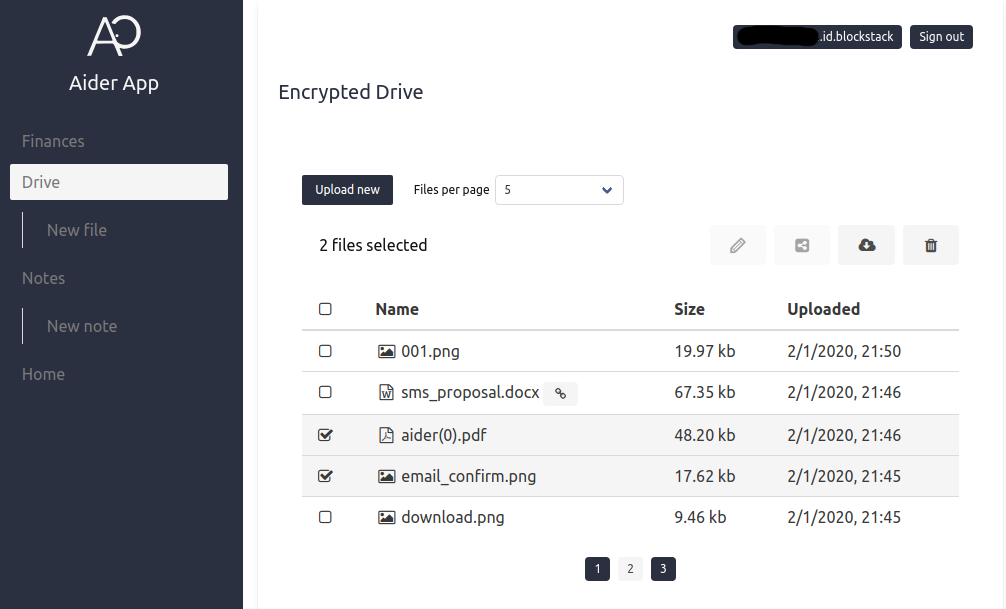 Aider App
Finances
Drive
New file
Notes
New note
Home
.id.blockstack Sign out
Encrypted Drive
Upload new Files per page 5
2 files selected
Name Size Uploaded
001.png 19.97 kb 2/1/2020, 21:50
sms_proposal.docx 67.35 kb 2/1/2020, 21:46
aider(0).pdf 48.20 kb 2/1/2020, 21:46
email_confirm.png 17.62 kb 2/1/2020, 21:45
download.png 9.46 kb 2/1/2020, 21:45
1 2 3